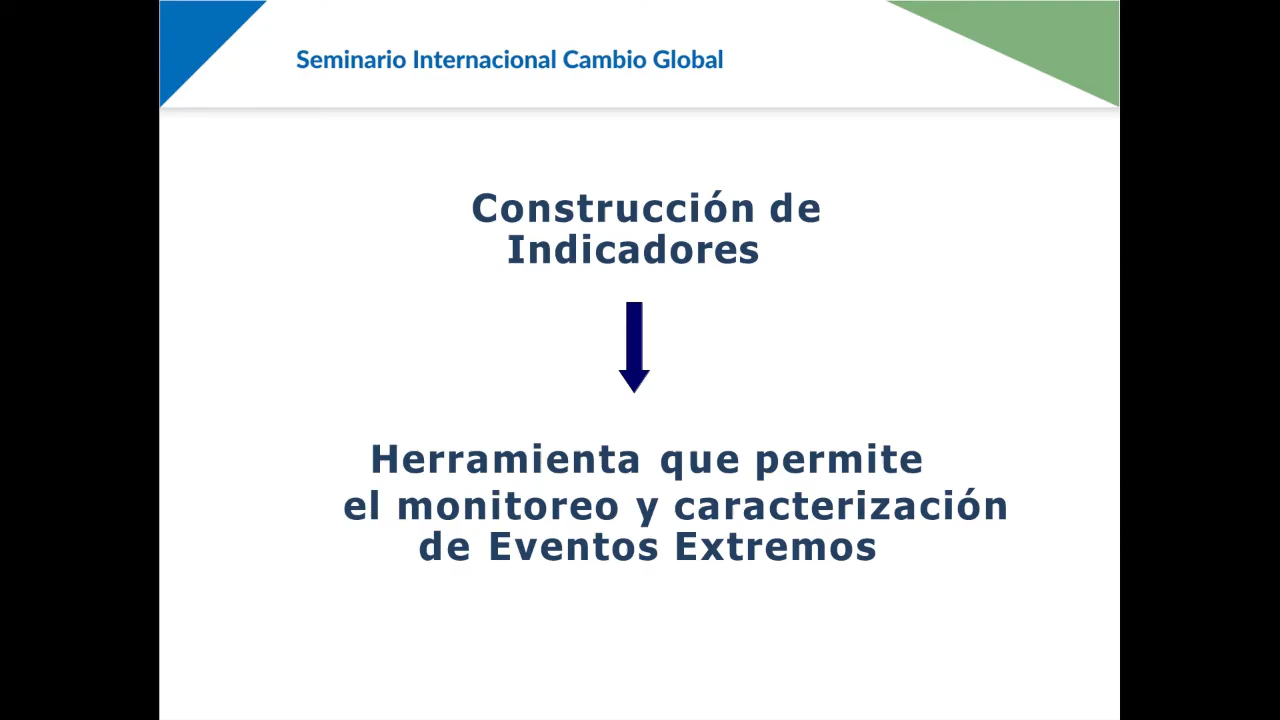 Seminario Internacional Cambio Global
Construcción de
Indicadores
Herramienta que permite
el monitoreo y caracterización
de Eventos Extremos